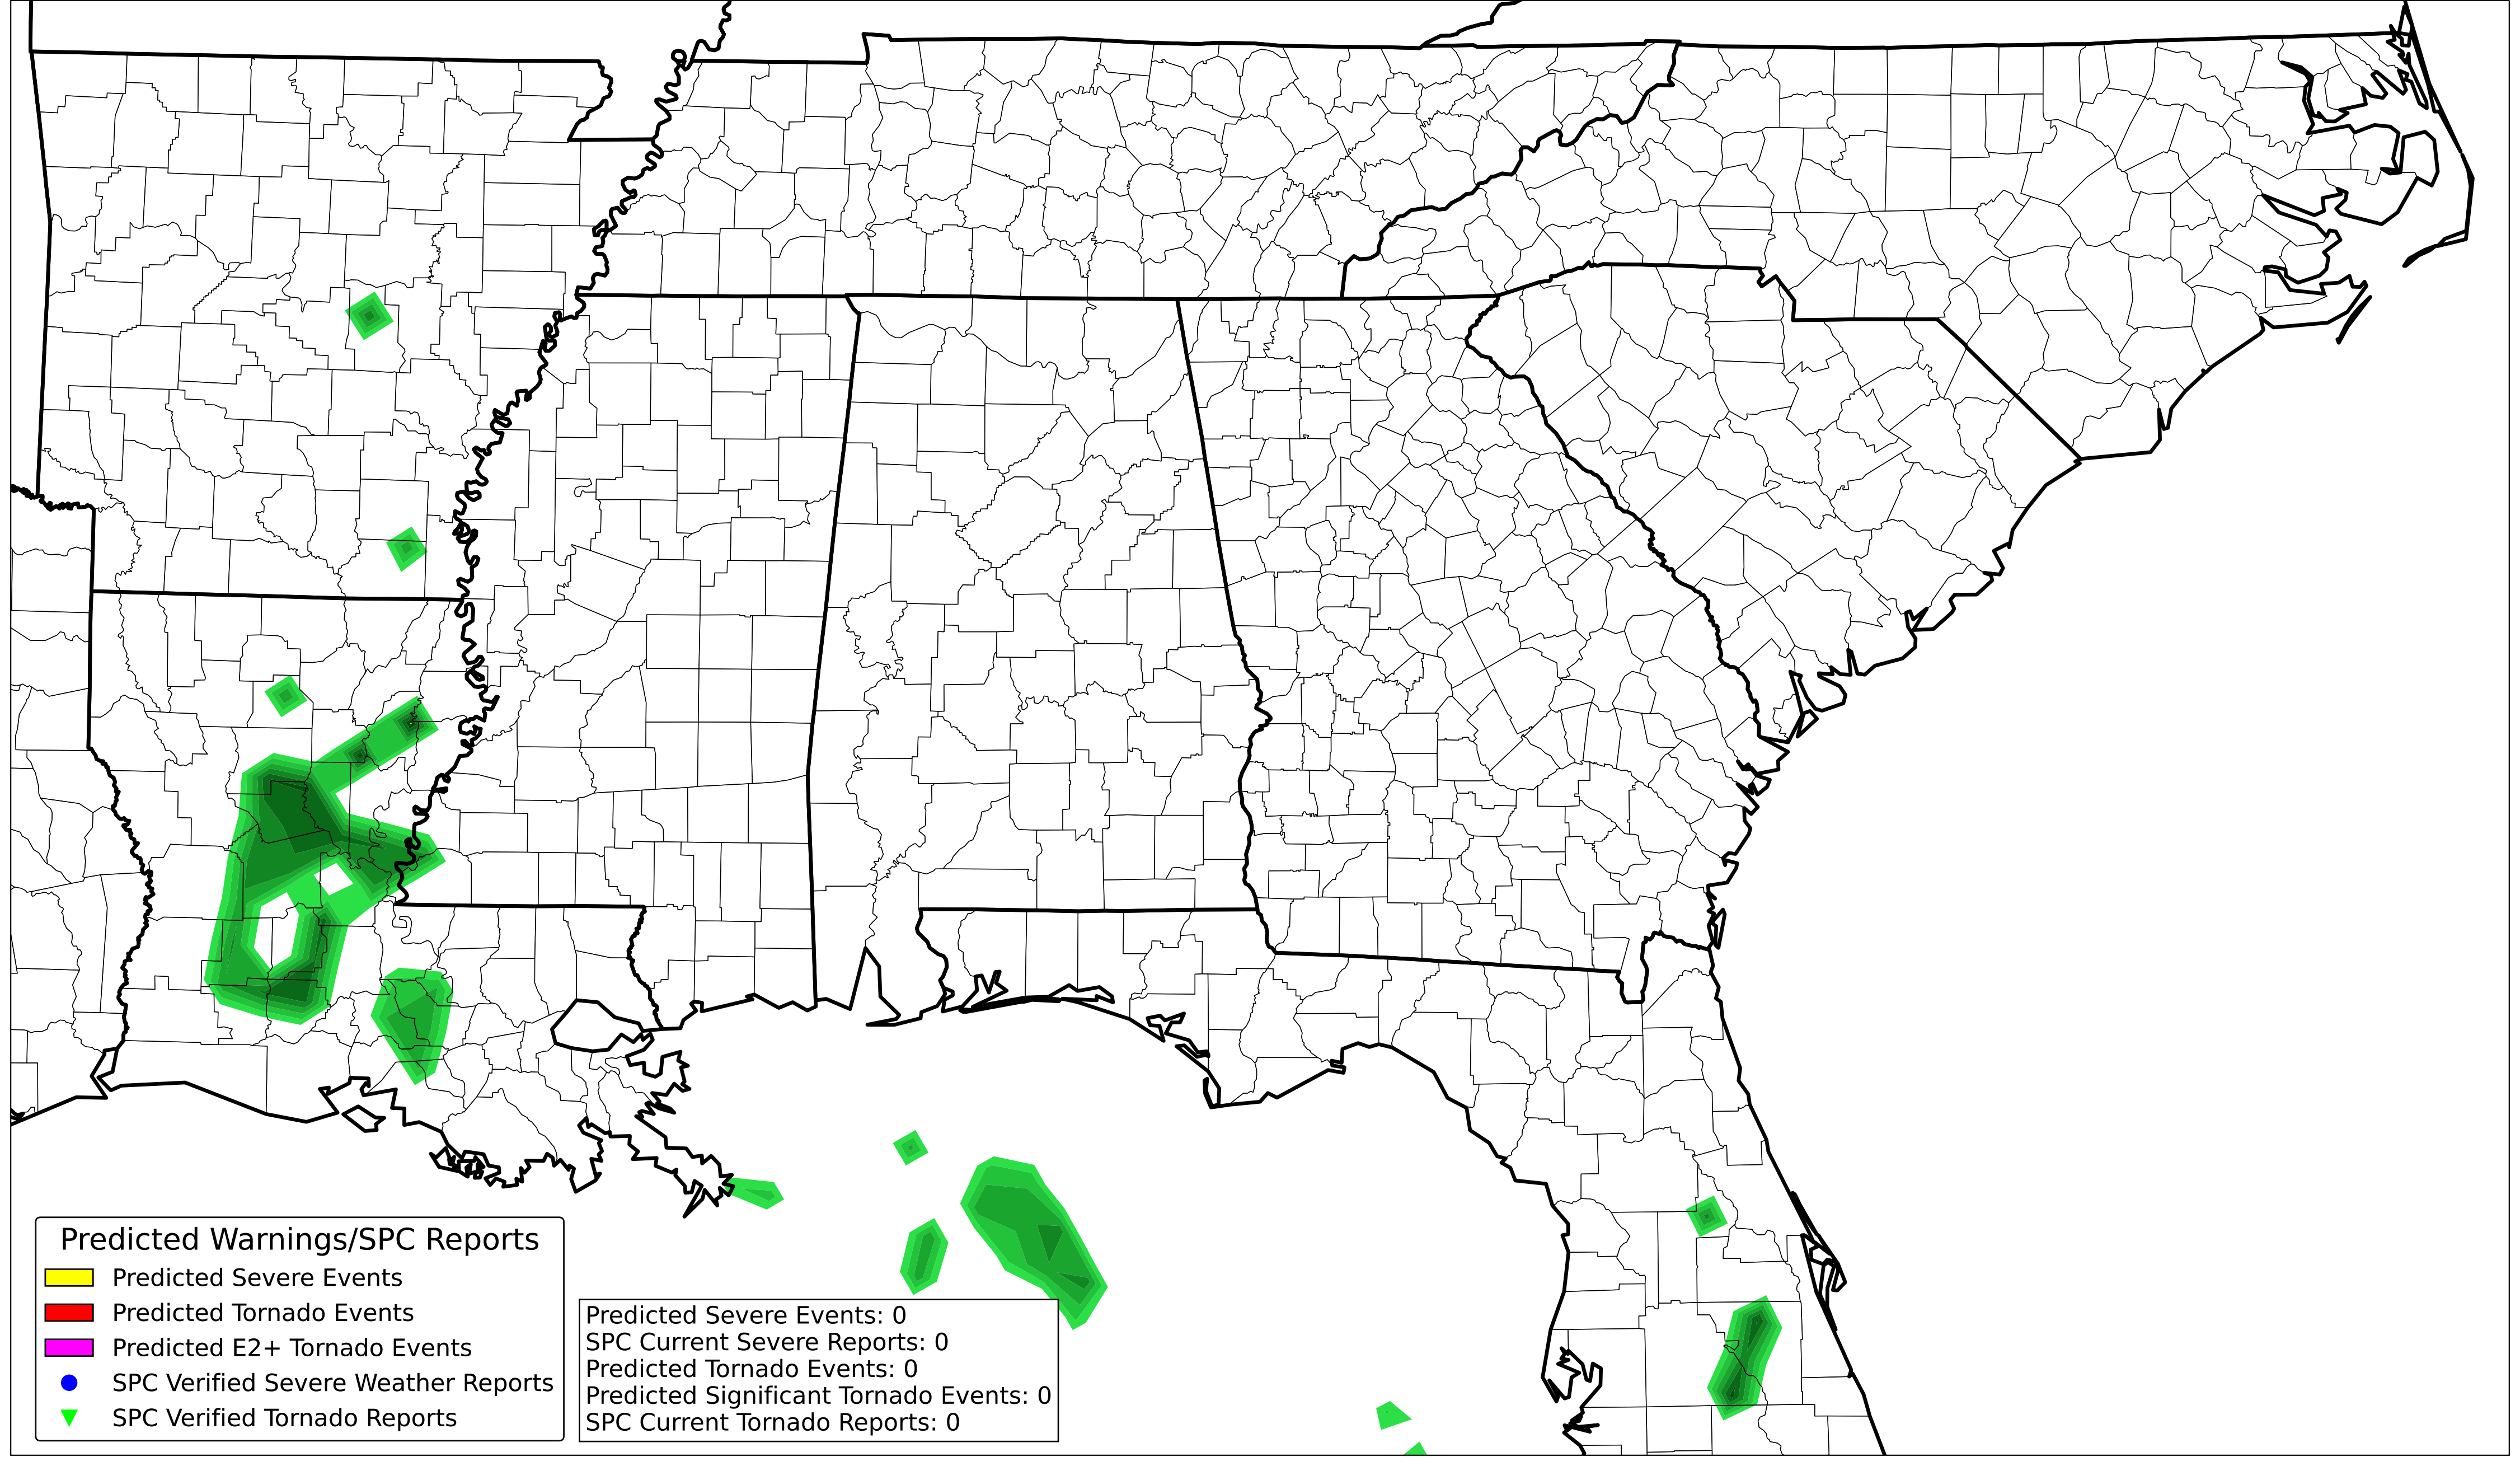 Predicted Warnings/SPC Reports
Predicted Severe Events
Predicted Tornado Events
Predicted E2+ Tornado Events
SPC Verified Severe Weather Reports
SPC Verified Tornado Reports
Predicted Severe Events: 0
SPC Current Severe Reports: 0
Predicted Tornado Events: 0
Predicted Significant Tornado Events: 0
SPC Current Tornado Reports: 0